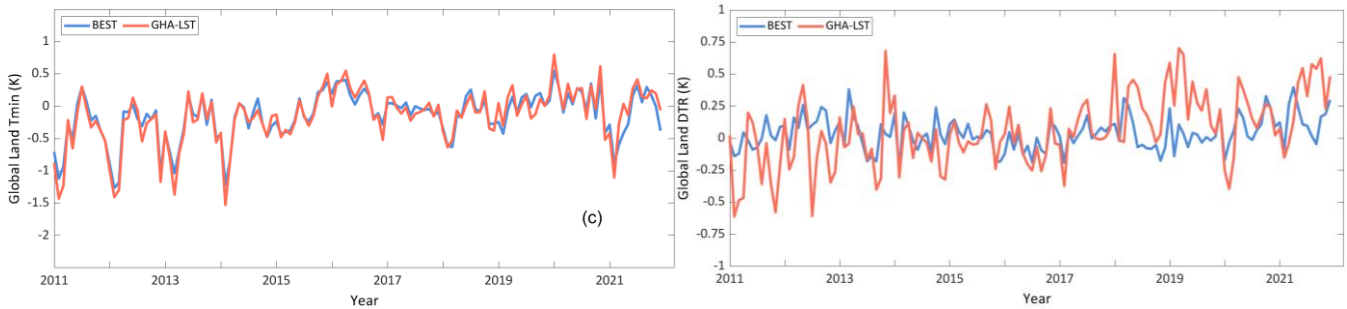 BEST GHA-LST
1
0.5
0
-0.5
-1
-1.5
-2
Global Land Tmin (K)
(c)
2011 2013 2015 2017 2019 2021
Year
BEST GHA-LST
1
0.75
0.5
0.25
0
-0.25
-0.5
-0.75
-1
Global Land DTR (K)
2011 2013 2015 2017 2019 2021
Year